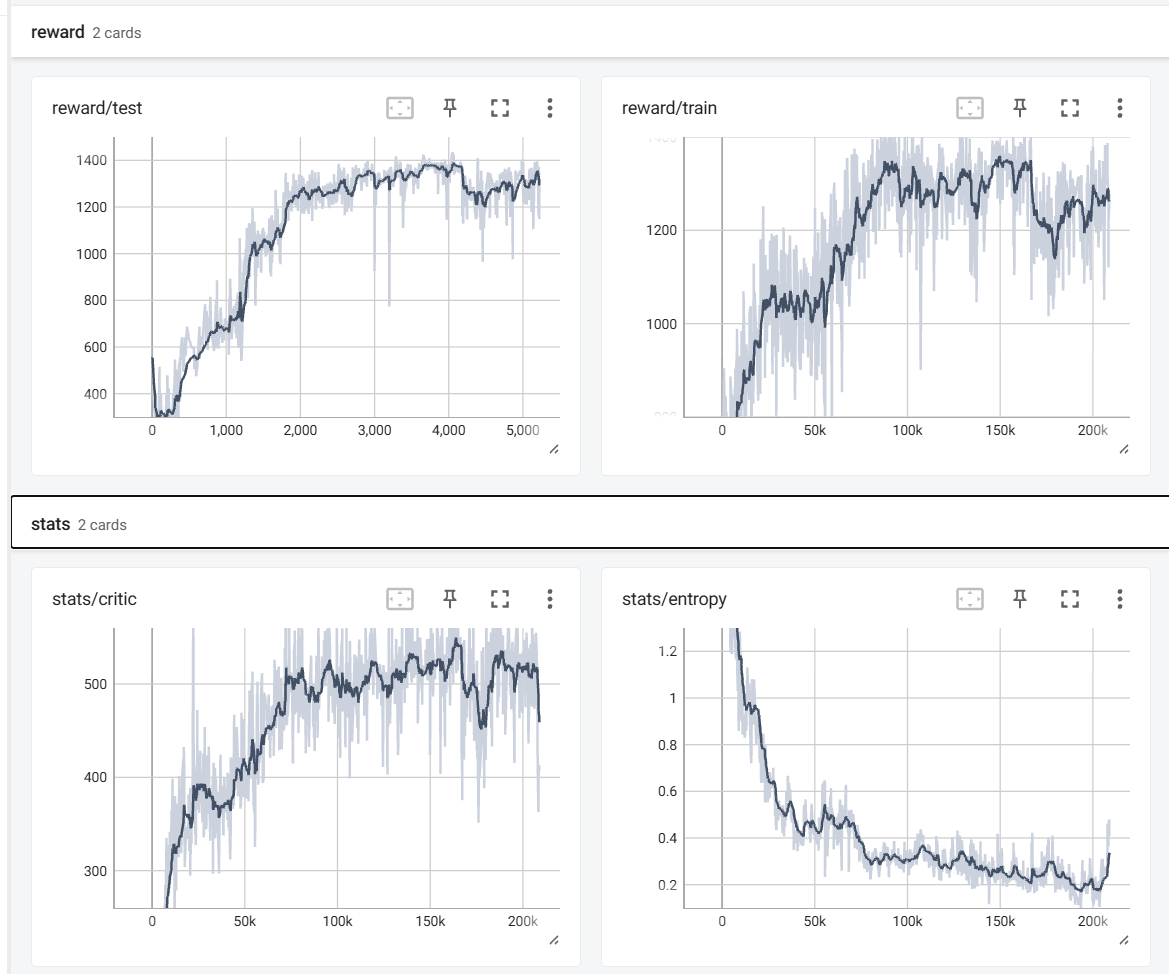 reward 2 cards
reward/test
1400
1200
1000
800
600
400
0 1,000 2,000 3,000 4,000 5,000
reward/train
1400
1200
1000
800
0 50k 100k 150k 200k
stats 2 cards
stats/critic
500
400
300
0 50k 100k 150k 200k
stats/entropy
1.2
1
0.8
0.6
0.4
0.2
0 50k 100k 150k 200k